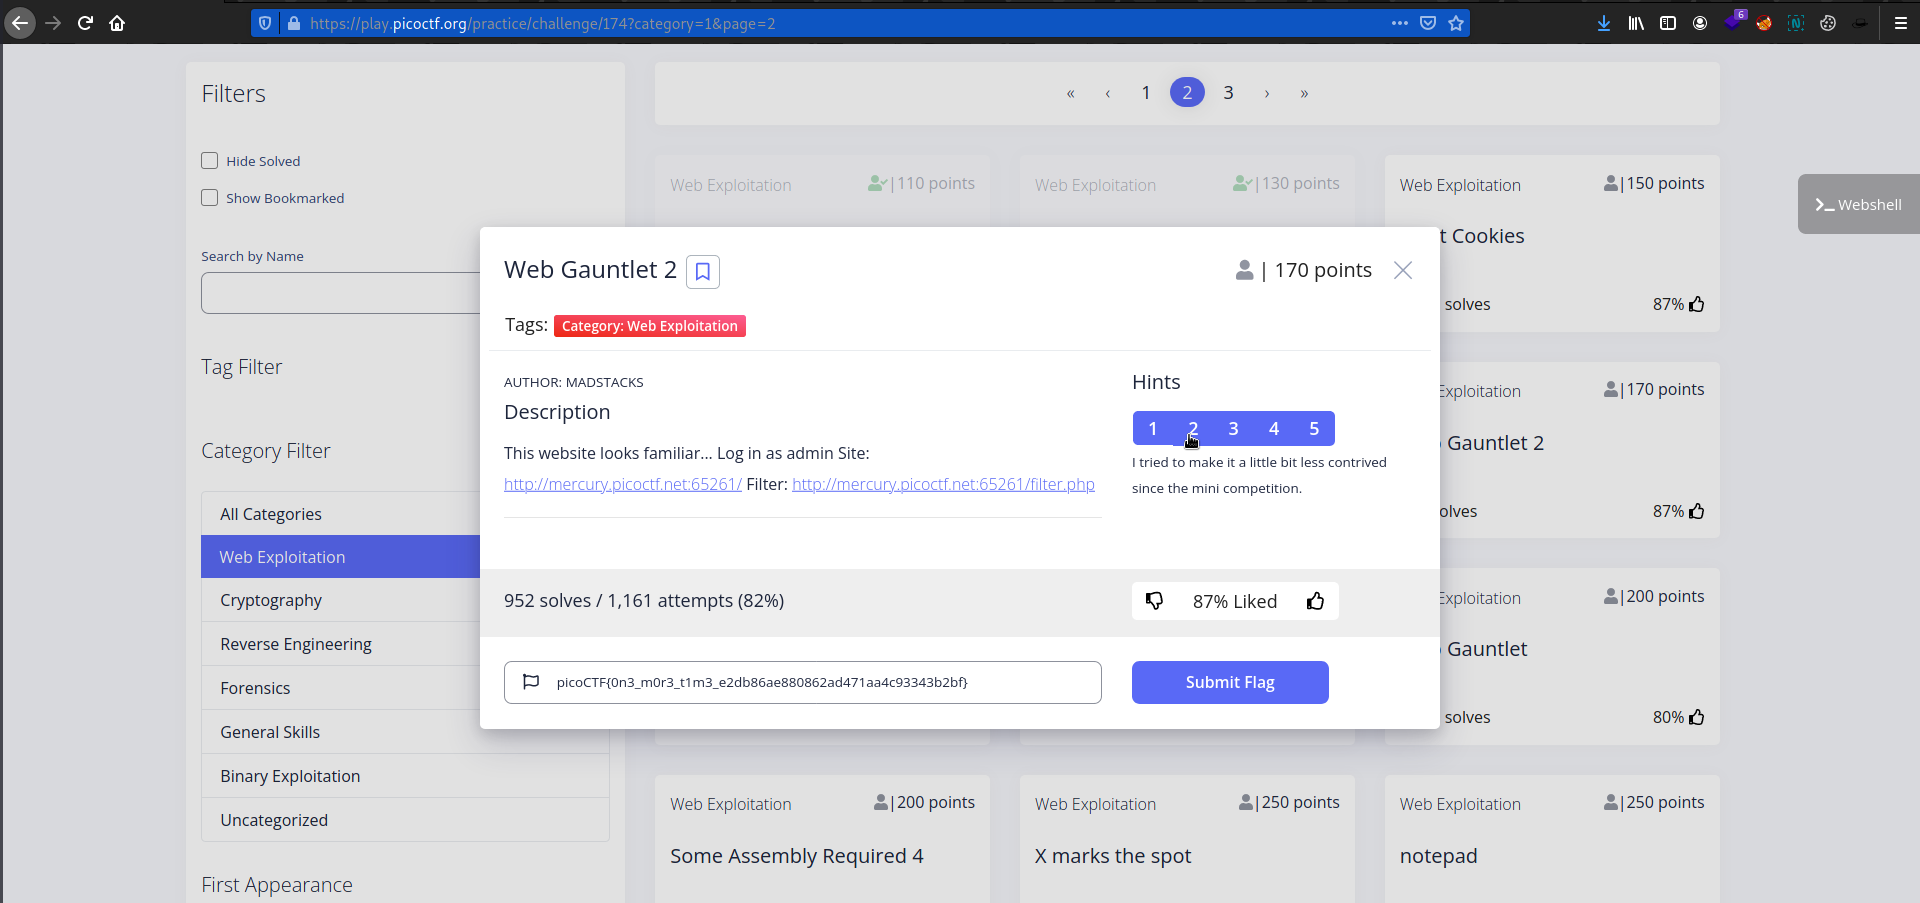 https://play.picoctf.org/practice/challenge/174?category=1&page=2
6
Filters
Hide Solved
Show Bookmarked
Search by Name
Tag Filter
Category Filter
All Categories
Web Exploitation
Cryptography
Reverse Engineering
Forensics
General Skills
Binary Exploitation
Uncategorized
First Appearance
« ‹ 1 2 3 › »
Web Exploitation |110 points
Web Exploitation |130 points
Web Exploitation |150 points
t Cookies
solves 87%
Webshell
Exploitation |170 points
Gauntlet 2
olves 87%
Exploitation |200 points
Gauntlet
solves 80%
Web Gauntlet 2 | 170 points
Tags: Category: Web Exploitation
AUTHOR: MADSTACKS
Description
This website looks familiar... Log in as admin Site:
http://mercury.picoctf.net:65261/ Filter: http://mercury.picoctf.net:65261/filter.php
Hints
1 2 3 4 5
I tried to make it a little bit less contrived
since the mini competition.
952 solves / 1,161 attempts (82%)
87% Liked
picoCTF{0n3_m0r3_t1m3_e2db86ae880862ad471aa4c93343b2bf}
Submit Flag
Web Exploitation |200 points
Some Assembly Required 4
Web Exploitation |250 points
X marks the spot
Web Exploitation |250 points
notepad